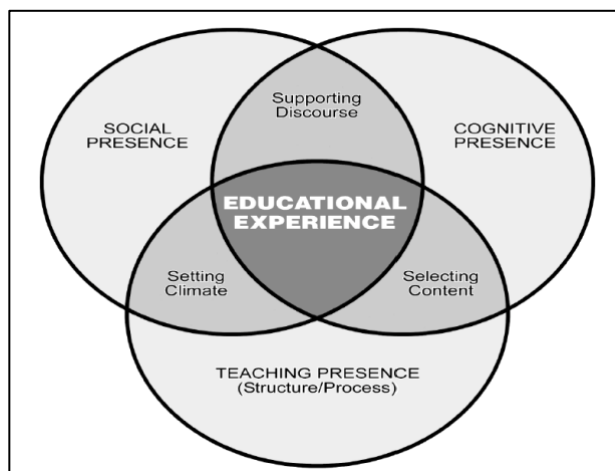 Supporting
Discourse
SOCIAL
PRESENCE
COGNITIVE
PRESENCE
EDUCATIONAL
EXPERIENCE
Setting
Climate
Selecting
Content
TEACHING PRESENCE
(Structure/Process)